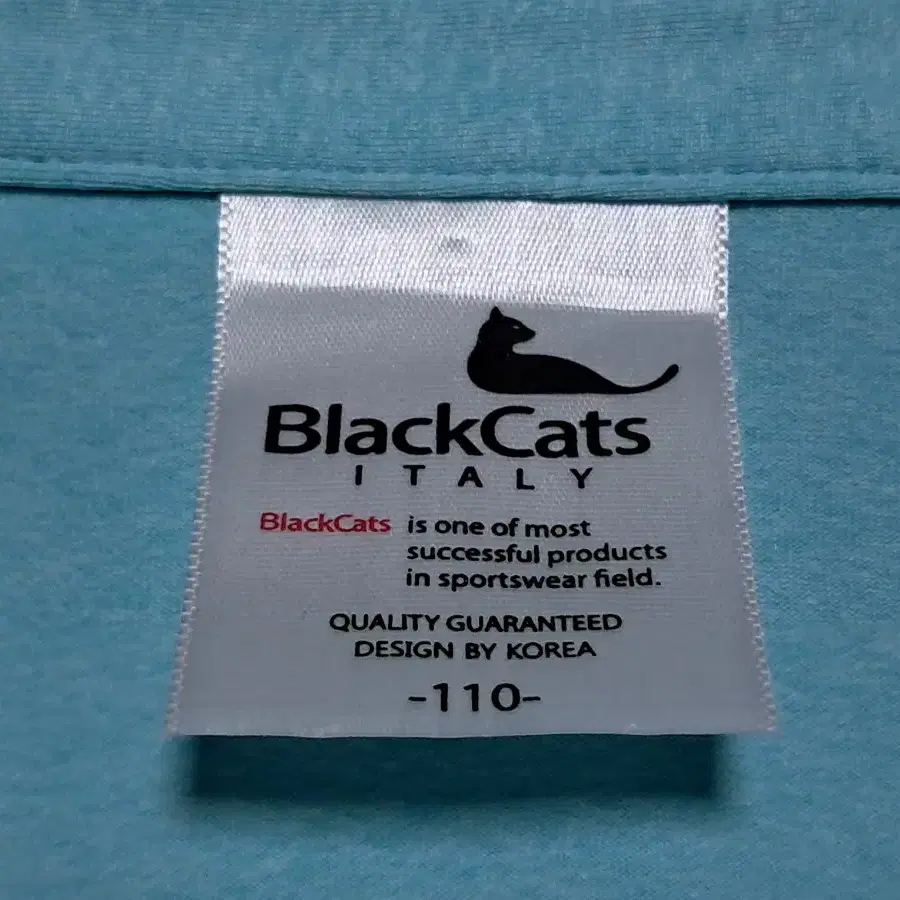 BlackCats
ITALY
BlackCats is one of most
successful products
in sportswear field.
QUALITY GUARANTEED
DESIGN BY KOREA
-110-